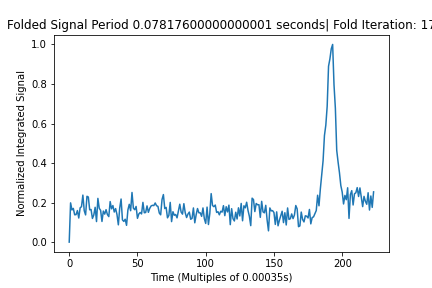 Folded Signal Period 0.07817600000000001 seconds| Fold Iteration: 17
Normalized Integrated Signal
1.0
0.8
0.6
0.4
0.2
0.0
0 50 100 150 200
Time (Multiples of 0.00035s)